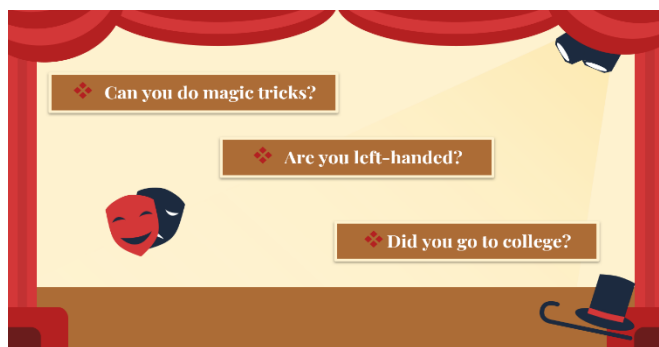 ❖ Can you do magic tricks?
❖ Are you left-handed?
❖ Did you go to college?